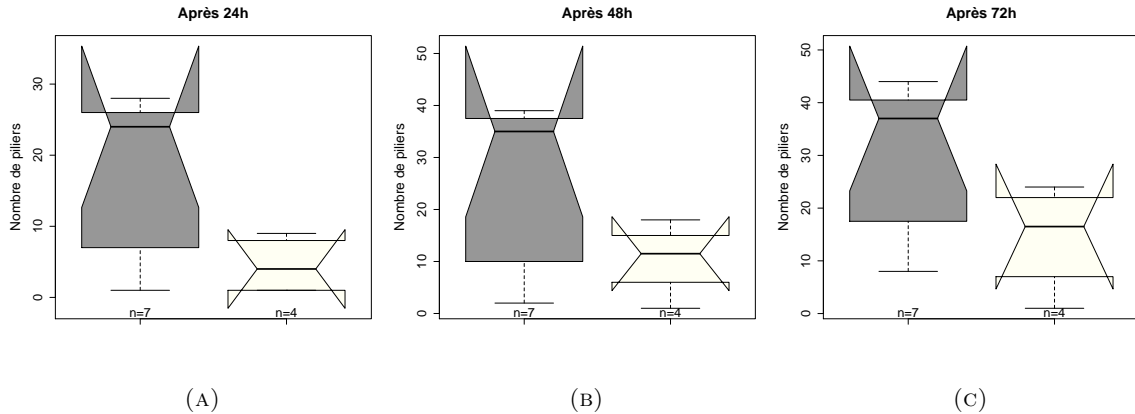 Après 24h
Nombre de piliers
0
10
20
30
n=7
n=4
(A)
Après 48h
Nombre de piliers
0
10
20
30
40
50
n=7
n=4
(B)
Après 72h
Nombre de piliers
0
10
20
30
40
50
n=7
n=4
(C)